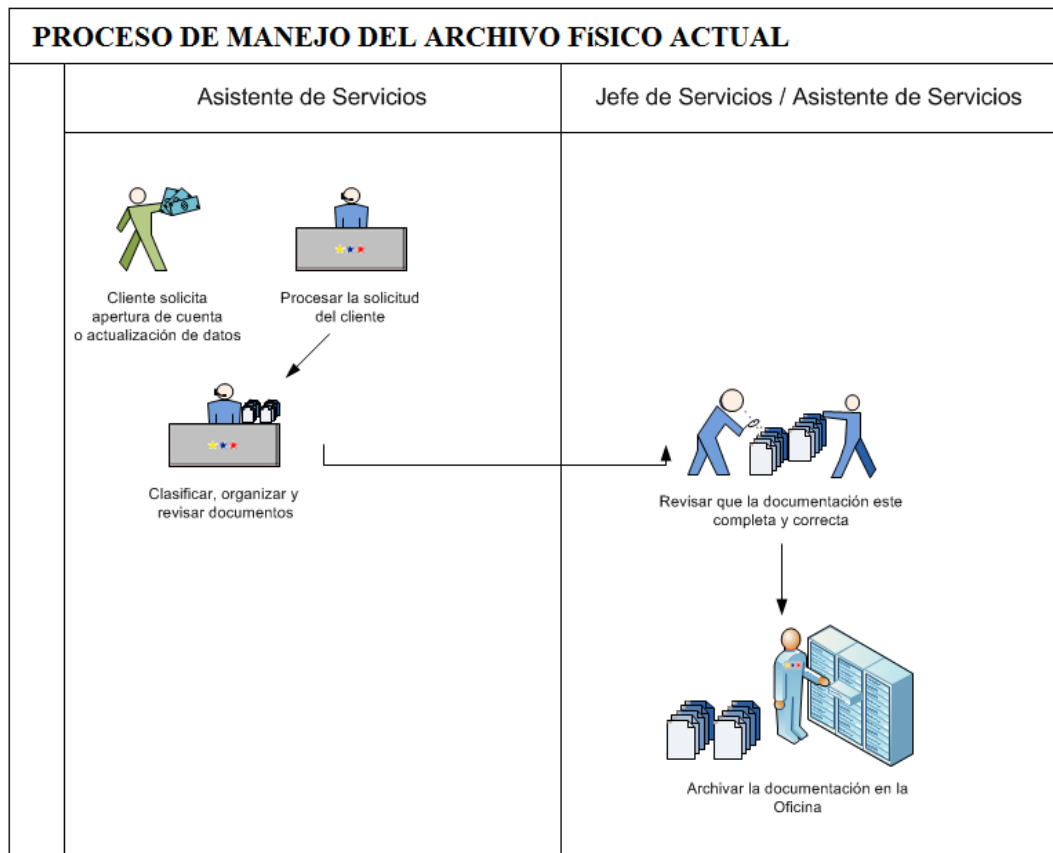 PROCESO DE MANEJO DEL ARCHIVO FíSICO ACTUAL
Asistente de Servicios
Jefe de Servicios / Asistente de Servicios
Cliente solicita
apertura de cuenta
o actualización de datos
Procesar la solicitud
del cliente
Clasificar, organizar y
revisar documentos
Revisar que la documentación este
completa y correcta
Archivar la documentación en la
Oficina